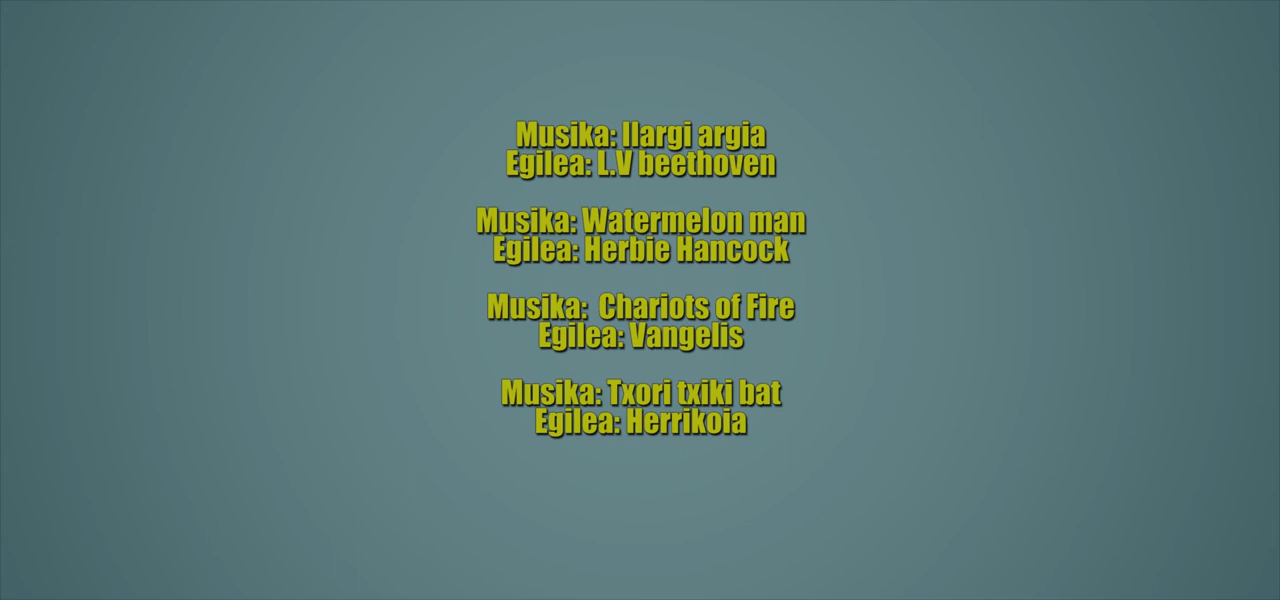 Musika: Ilargi argia
Egilea: L.V beethoven
Musika: Watermelon man
Egilea: Herbie Hancock
Musika:  Chariots of Fire
Egilea: Vangelis
Musika: Txori txiki bat
Egilea: Herrikoia